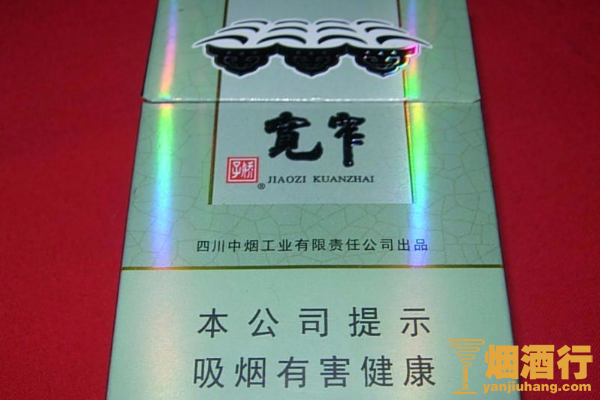 宽窄
娇子
® JIAOZI KUANZHAI
四川中烟工业有限责任公司出品
本公司提示
吸烟有害健康
烟酒行
yanjiuhang.com